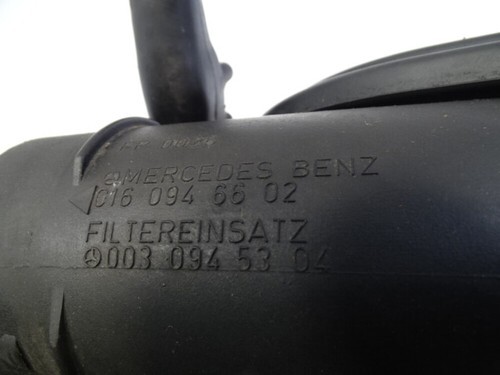 MERCEDES BENZ
016 094 66 02
FILTEREINSATZ
003 094 53 04